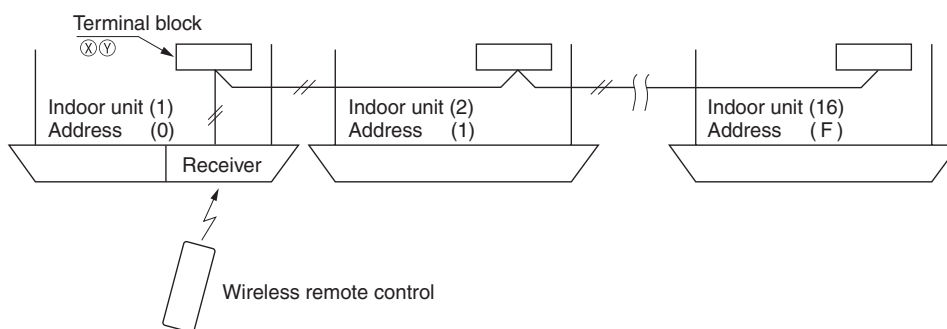 Terminal block
Ⓧ Ⓨ
Indoor unit (1)
Address (0)
Receiver
Indoor unit (2)
Address (1)
Indoor unit (16)
Address (F)
Wireless remote control